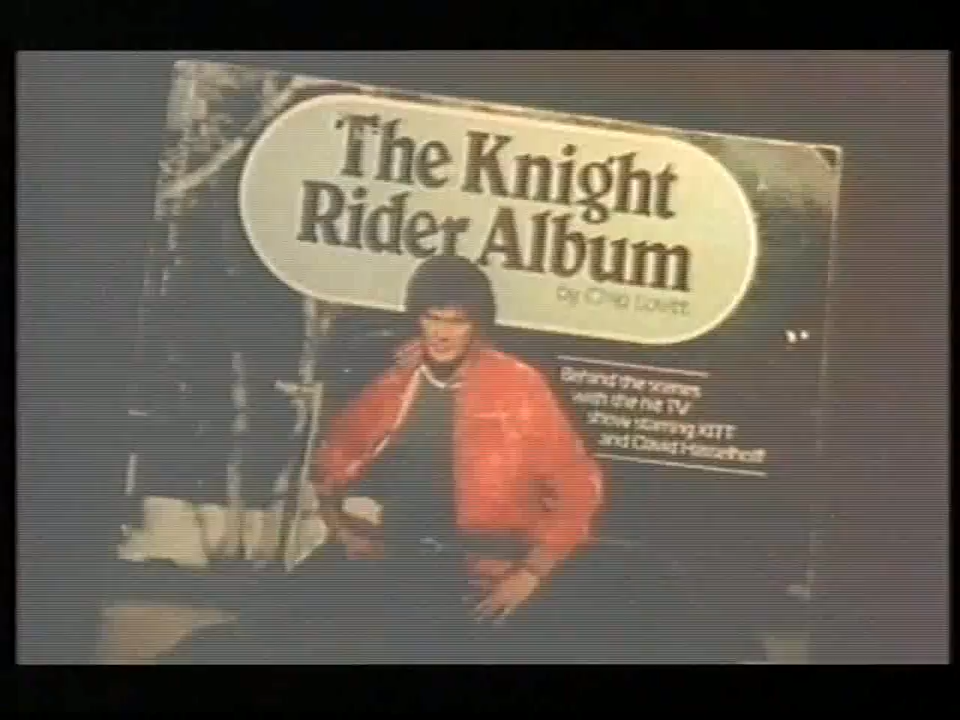 The Knight
Rider Album
by Chip Lovitt
Behind the scenes
with the hit TV
show starring KITT
and David Hasselhoff